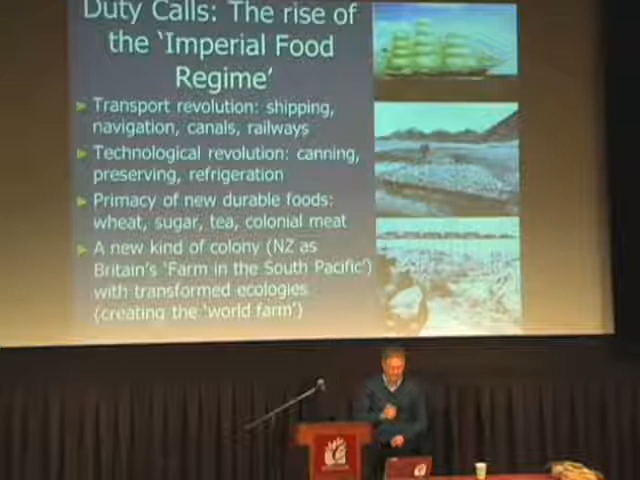 Duty Calls: The rise of
the ‘Imperial Food
Regime’
Transport revolution: shipping,
navigation, canals, railways
Technological revolution: canning,
preserving, refrigeration
Primacy of new durable foods:
wheat, sugar, tea, colonial meat
A new kind of colony (NZ as
Britain’s ‘Farm in the South Pacific’)
with transformed ecologies
(creating the ‘world farm’)